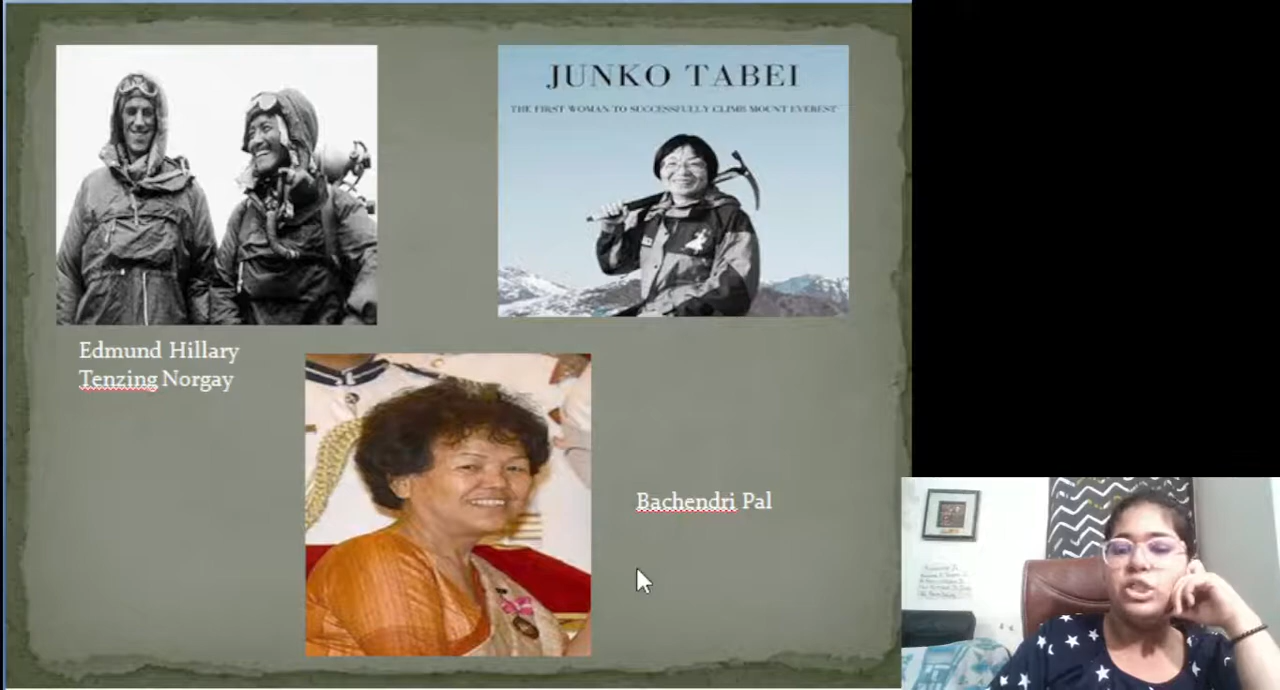 JUNKO TABEI
THE FIRST WOMAN TO SUCCESSFULLY CLIMB MOUNT EVEREST
Edmund Hillary
Tenzing Norgay
Bachendri Pal